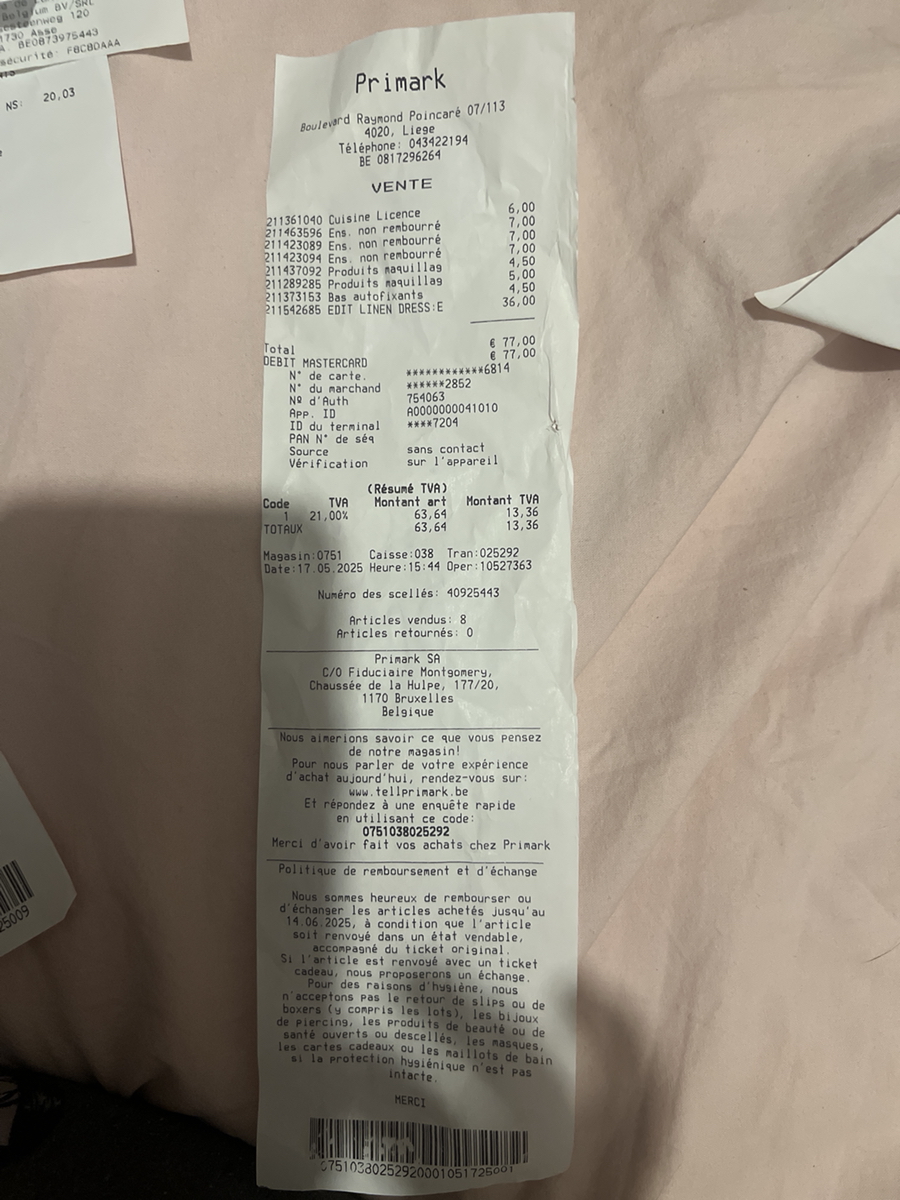 Belgium BV/SRL
120
1730 Asse
BE0873975443
sécurité: F8C8DAAA
NS: 20,03
Primark
Boulevard Raymond Poincaré 07/113
4020, Liege
Téléphone: 043422194
BE 0817296264
VENTE
211361040 Cuisine Licence 6,00
211463596 Ens. non rembourré 7,00
211423089 Ens. non rembourré 7,00
211423094 Ens. non rembourré 7,00
211437092 Produits maquillag 4,50
211289285 Produits maquillag 5,00
211373153 Bas autofixants 4,50
211542685 EDIT LINEN DRESS:E 36,00
Total € 77,00
DEBIT MASTERCARD € 77,00
N° de carte. ************6814
N° du marchand ******2852
Nº d'Auth 754063
App. ID A0000000041010
ID du terminal ****7204
PAN N° de séq
Source sans contact
Vérification sur l'appareil
(Résumé TVA)
Code TVA Montant art Montant TVA
1 21,00% 63,64 13,36
TOTAUX 63,64 13,36
Magasin:0751 Caisse:038 Tran:025292
Date:17.05.2025 Heure:15:44 Oper:10527363
Numéro des scellés: 40925443
Articles vendus: 8
Articles retournés: 0
Primark SA
C/O Fiduciaire Montgomery,
Chaussée de la Hulpe, 177/20,
1170 Bruxelles
Belgique
Nous aimerions savoir ce que vous pensez
de notre magasin!
Pour nous parler de votre expérience
d'achat aujourd'hui, rendez-vous sur:
www.tellprimark.be
Et répondez à une enquête rapide
en utilisant ce code:
0751038025292
Merci d'avoir fait vos achats chez Primark
Politique de remboursement et d'échange
Nous sommes heureux de rembourser ou
d'échanger les articles achetés jusqu'au
14.06.2025, à condition que l'article
soit renvoyé dans un état vendable,
accompagné du ticket original.
Si l'article est renvoyé avec un ticket
cadeau, nous proposerons un échange.
Pour des raisons d'hygiène, nous
n'acceptons pas le retour de slips ou de
boxers (y compris les lots), les bijoux
de piercing, les produits de beauté ou de
santé ouverts ou descellés, les masques,
les cartes cadeaux ou les maillots de bain
si la protection hygiénique n'est pas
intacte.
MERCI
0751038025292000105172​5001
25009